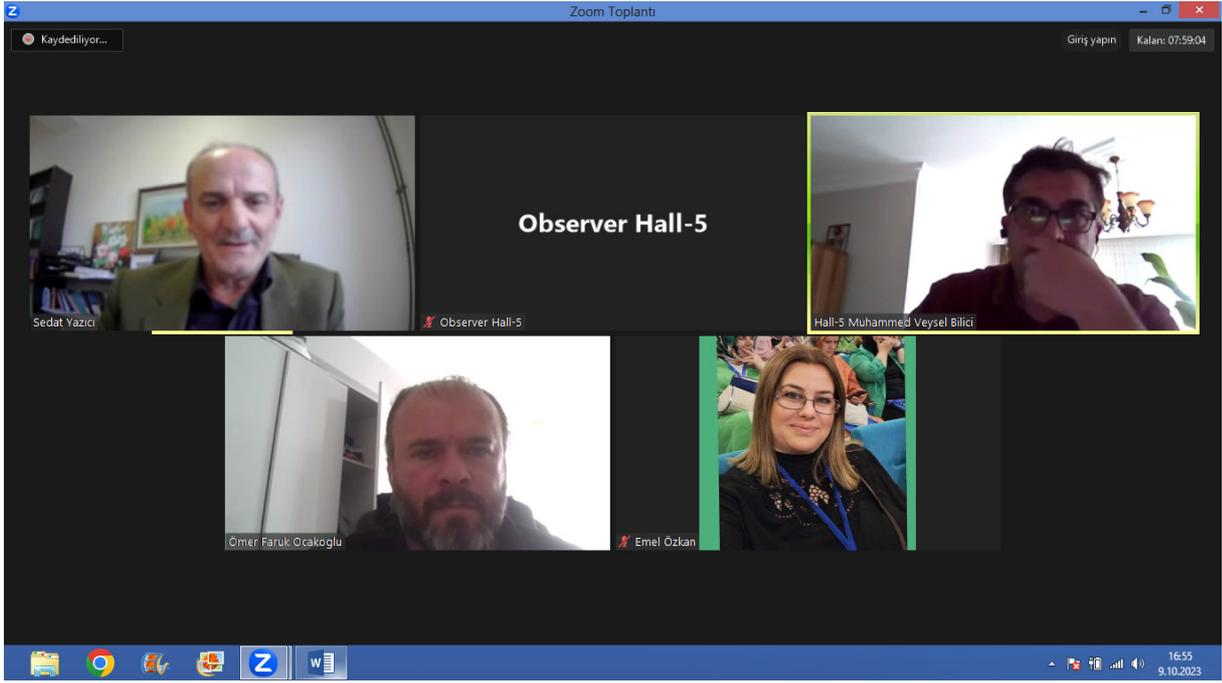 Zoom Toplantı
Kaydediliyor...
Giriş yapın
Kalan: 07:59:04
Observer Hall-5
Sedat Yazıcı
Observer Hall-5
Hall-5 Muhammed Veysel Bilici
Ömer Faruk Ocakoglu
Emel Özkan
16:55
9.10.2023